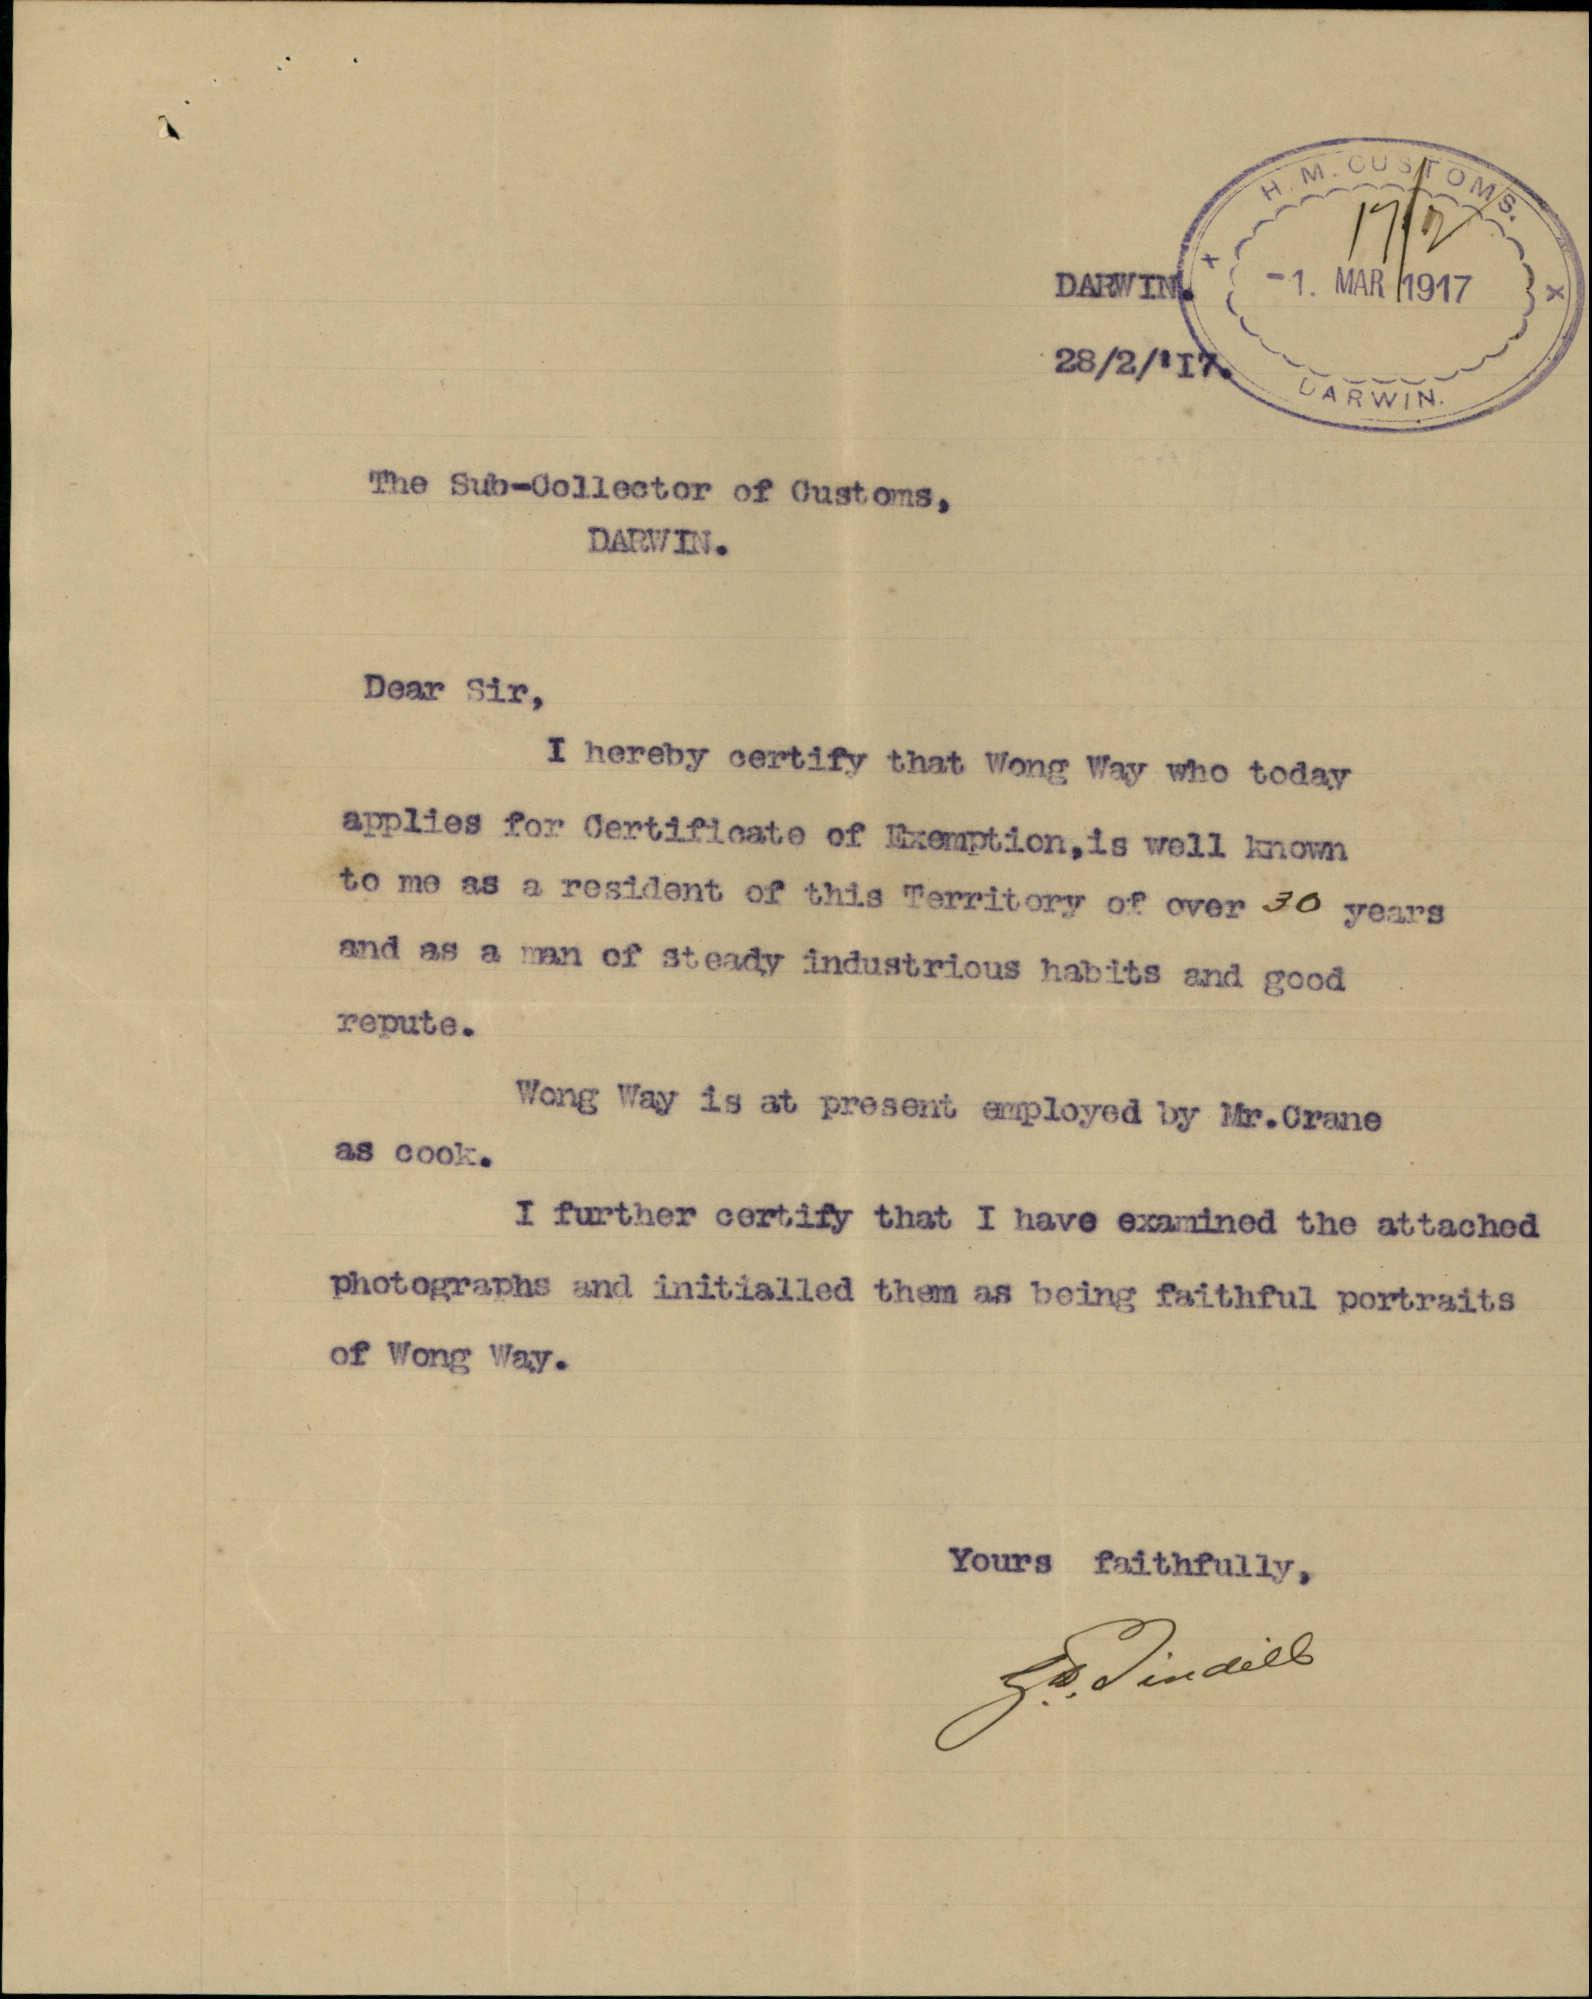 H. M. CUSTOMS.
17/2
-1. MAR 1917
DARWIN.
DARWIN.
28/2/'I7.
The Sub-Collector of Customs,
DARWIN.
Dear Sir,
I hereby certify that Wong Way who today
applies for Certificate of Exemption,is well known
to me as a resident of this Territory of over 30 years
and as a man of steady industrious habits and good
repute.
Wong Way is at present employed by Mr.Crane
as cook.
I further certify that I have examined the attached
photographs and initialled them as being faithful portraits
of Wong Way.
Yours faithfully,